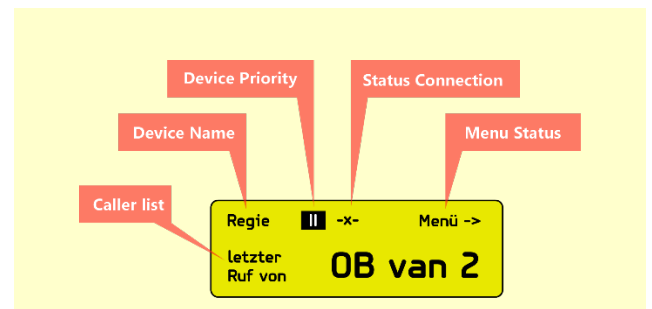 Device Priority
Status Connection
Device Name
Menu Status
Caller list
Regie II -x- Menü ->
letzter
Ruf von
OB van 2